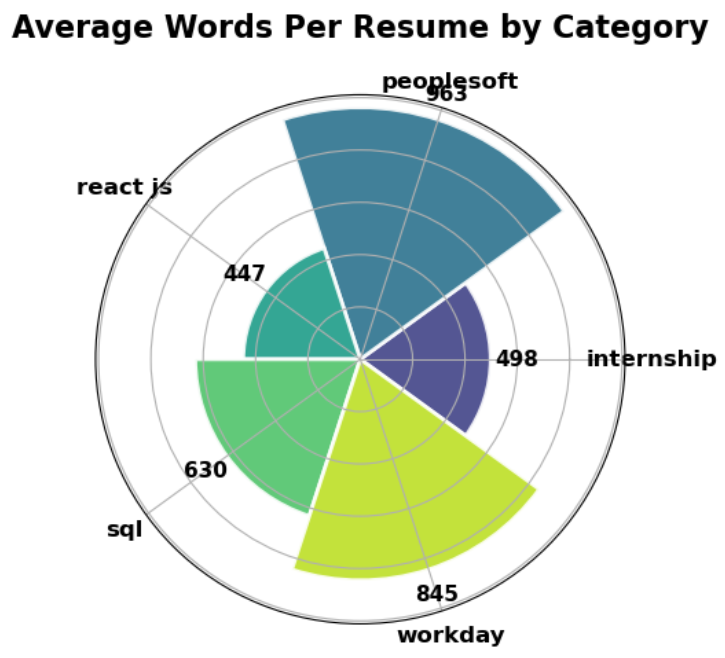 Average Words Per Resume by Category
peoplesoft
963
react js
447
498
internship
630
sql
845
workday